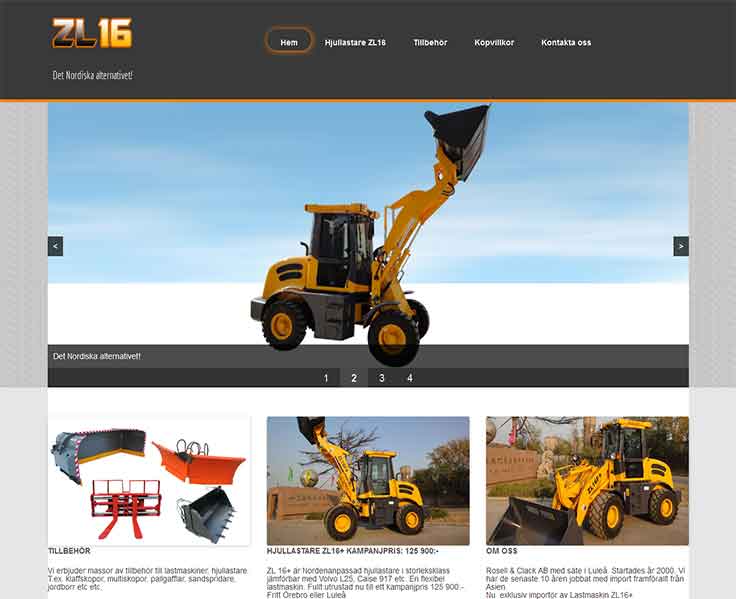 ZL16
Det Nordiska alternativet!
Hem
Hjullastare ZL16
Tillbehör
Köpvillkor
Kontakta oss
<
>
Det Nordiska alternativet!
1 2 3 4
TILLBEHÖR
Vi erbjuder massor av tillbehör till lastmaskiner, hjullastare.
T.ex. klaffskopor, multiskopor, pallgafflar, sandspridare,
jordborr etc etc.
HJULLASTARE ZL16+ KAMPANJPRIS: 125 900:-
ZL 16+ är Nordenanpassad hjullastare i storleksklass
jämförbar med Volvo L25, Caise 917 etc. En flexibel
lastmaskin. Fullt utrustad nu till ett kampanjpris 125 900.-
Fritt Örebro eller Luleå
OM OSS
Rosell & Clack AB med säte i Luleå. Startades år 2000. Vi
har de senaste 10 åren jobbat med import framförallt från
Asien.
Nu exklusiv importör av Lastmaskin ZL16+